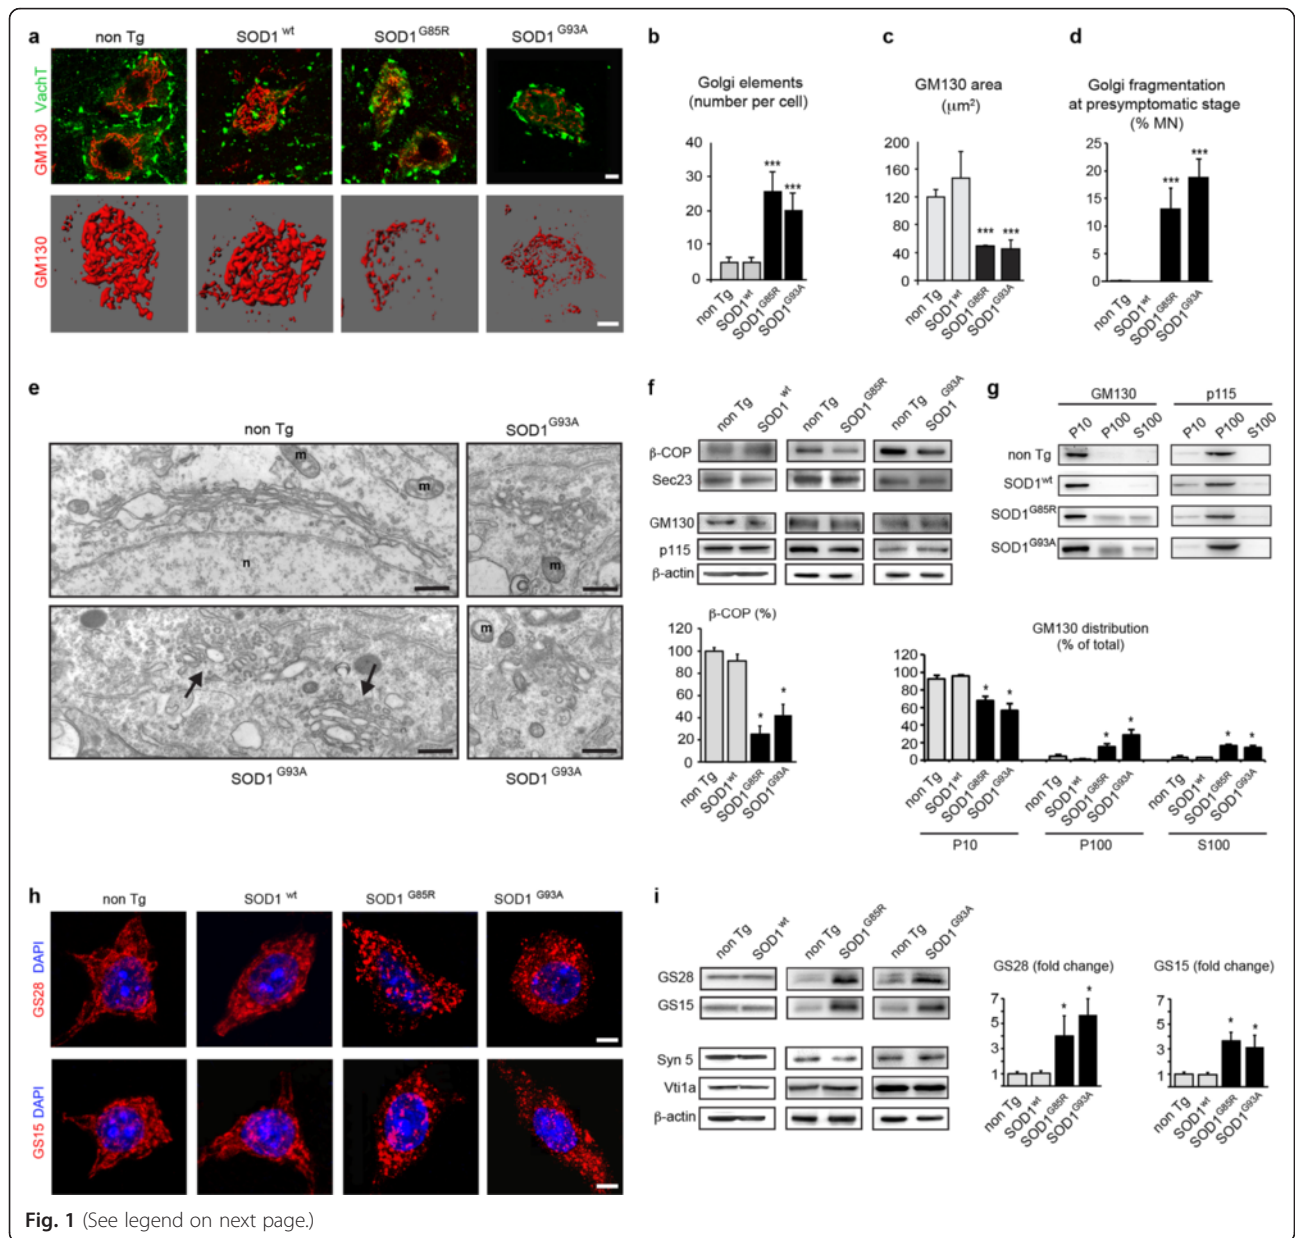 a
non Tg
SOD1 wt
SOD1 G85R
SOD1 G93A
GM130 VachT
GM130
b
Golgi elements
(number per cell)
40
30
20
10
0
***
***
non Tg
SOD1 wt
SOD1 G85R
SOD1 G93A
c
GM130 area
(µm²)
200
160
120
80
40
0
***
***
non Tg
SOD1 wt
SOD1 G85R
SOD1 G93A
d
Golgi fragmentation
at presymptomatic stage
(% MN)
25
20
15
10
5
0
***
***
non Tg
SOD1 wt
SOD1 G85R
SOD1 G93A
e
non Tg
SOD1 G93A
m
m
n
m
m
SOD1 G93A
SOD1 G93A
f
non Tg
SOD1 wt
non Tg
SOD1 G85R
non Tg
SOD1 G93A
β-COP
Sec23
GM130
p115
β-actin
β-COP (%)
120
100
80
60
40
20
0
*
*
non Tg
SOD1 wt
SOD1 G85R
SOD1 G93A
g
GM130
p115
P10
P100
S100
P10
P100
S100
non Tg
SOD1 wt
SOD1 G85R
SOD1 G93A
GM130 distribution
(% of total)
120
100
80
60
40
20
0
*
*
*
*
*
*
non Tg
SOD1 wt
SOD1 G85R
SOD1 G93A
non Tg
SOD1 wt
SOD1 G85R
SOD1 G93A
non Tg
SOD1 wt
SOD1 G85R
SOD1 G93A
P10
P100
S100
h
non Tg
SOD1 wt
SOD1 G85R
SOD1 G93A
GS28 DAPI
GS15 DAPI
i
non Tg
SOD1 wt
non Tg
SOD1 G85R
non Tg
SOD1 G93A
GS28
GS15
Syn 5
Vti1a
β-actin
GS28 (fold change)
7
5
3
1
*
*
non Tg
SOD1 wt
SOD1 G85R
SOD1 G93A
GS15 (fold change)
7
5
3
1
*
*
non Tg
SOD1 wt
SOD1 G85R
SOD1 G93A
Fig. 1 (See legend on next page.)